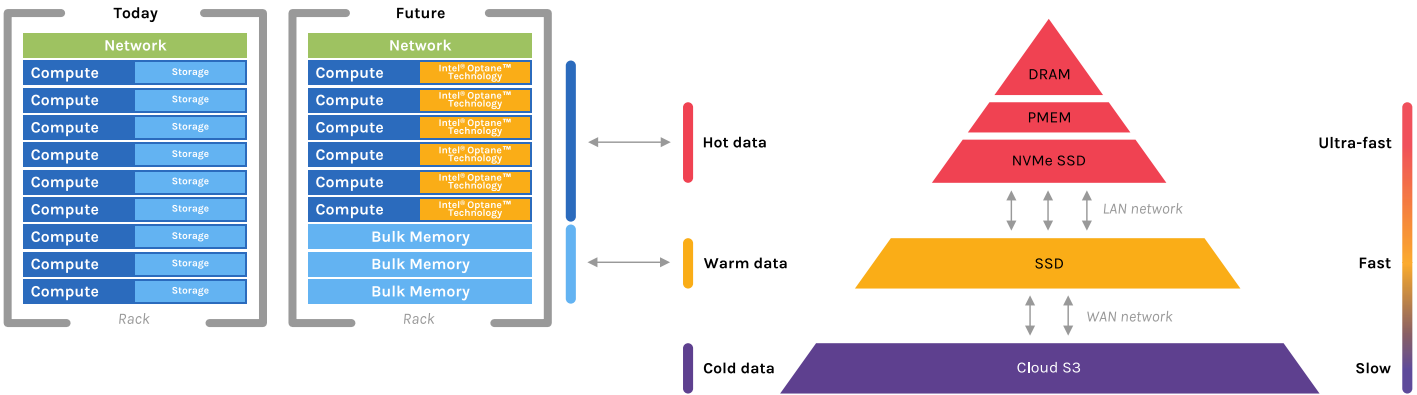 Today
Network
Compute Storage
Compute Storage
Compute Storage
Compute Storage
Compute Storage
Compute Storage
Compute Storage
Compute Storage
Compute Storage
Rack
Future
Network
Compute Intel® Optane™
Technology
Compute Intel® Optane™
Technology
Compute Intel® Optane™
Technology
Compute Intel® Optane™
Technology
Compute Intel® Optane™
Technology
Compute Intel® Optane™
Technology
Bulk Memory
Bulk Memory
Bulk Memory
Rack
Hot data
Warm data
Cold data
DRAM
PMEM
NVMe SSD
LAN network
SSD
WAN network
Cloud S3
Ultra-fast
Fast
Slow